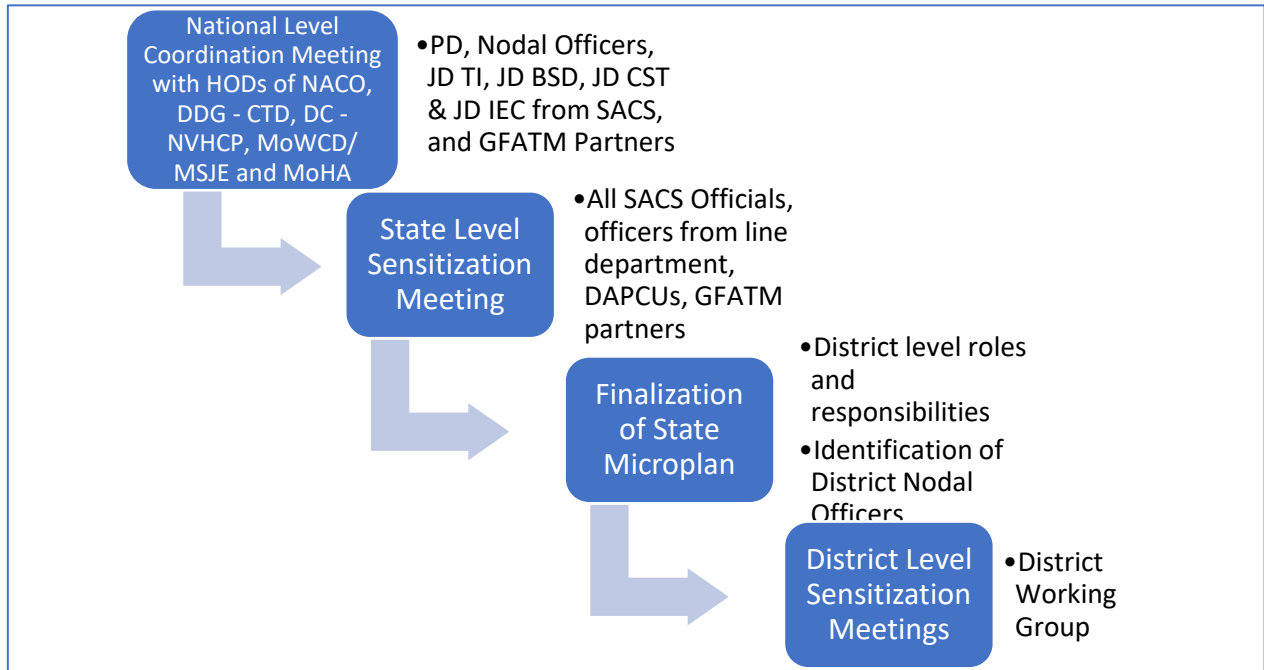 National Level
Coordination Meeting
with HODs of NACO,
DDG - CTD, DC -
NVHCP, MoWCD/
MSJE and MoHA
•PD, Nodal Officers,
JD TI, JD BSD, JD CST
& JD IEC from SACS,
and GFATM Partners
State Level
Sensitization
Meeting
•All SACS Officials,
officers from line
department,
DAPCUs, GFATM
partners
Finalization
of State
Microplan
•District level roles
and
responsibilities
•Identification of
District Nodal
Officers
District Level
Sensitization
Meetings
•District
Working
Group